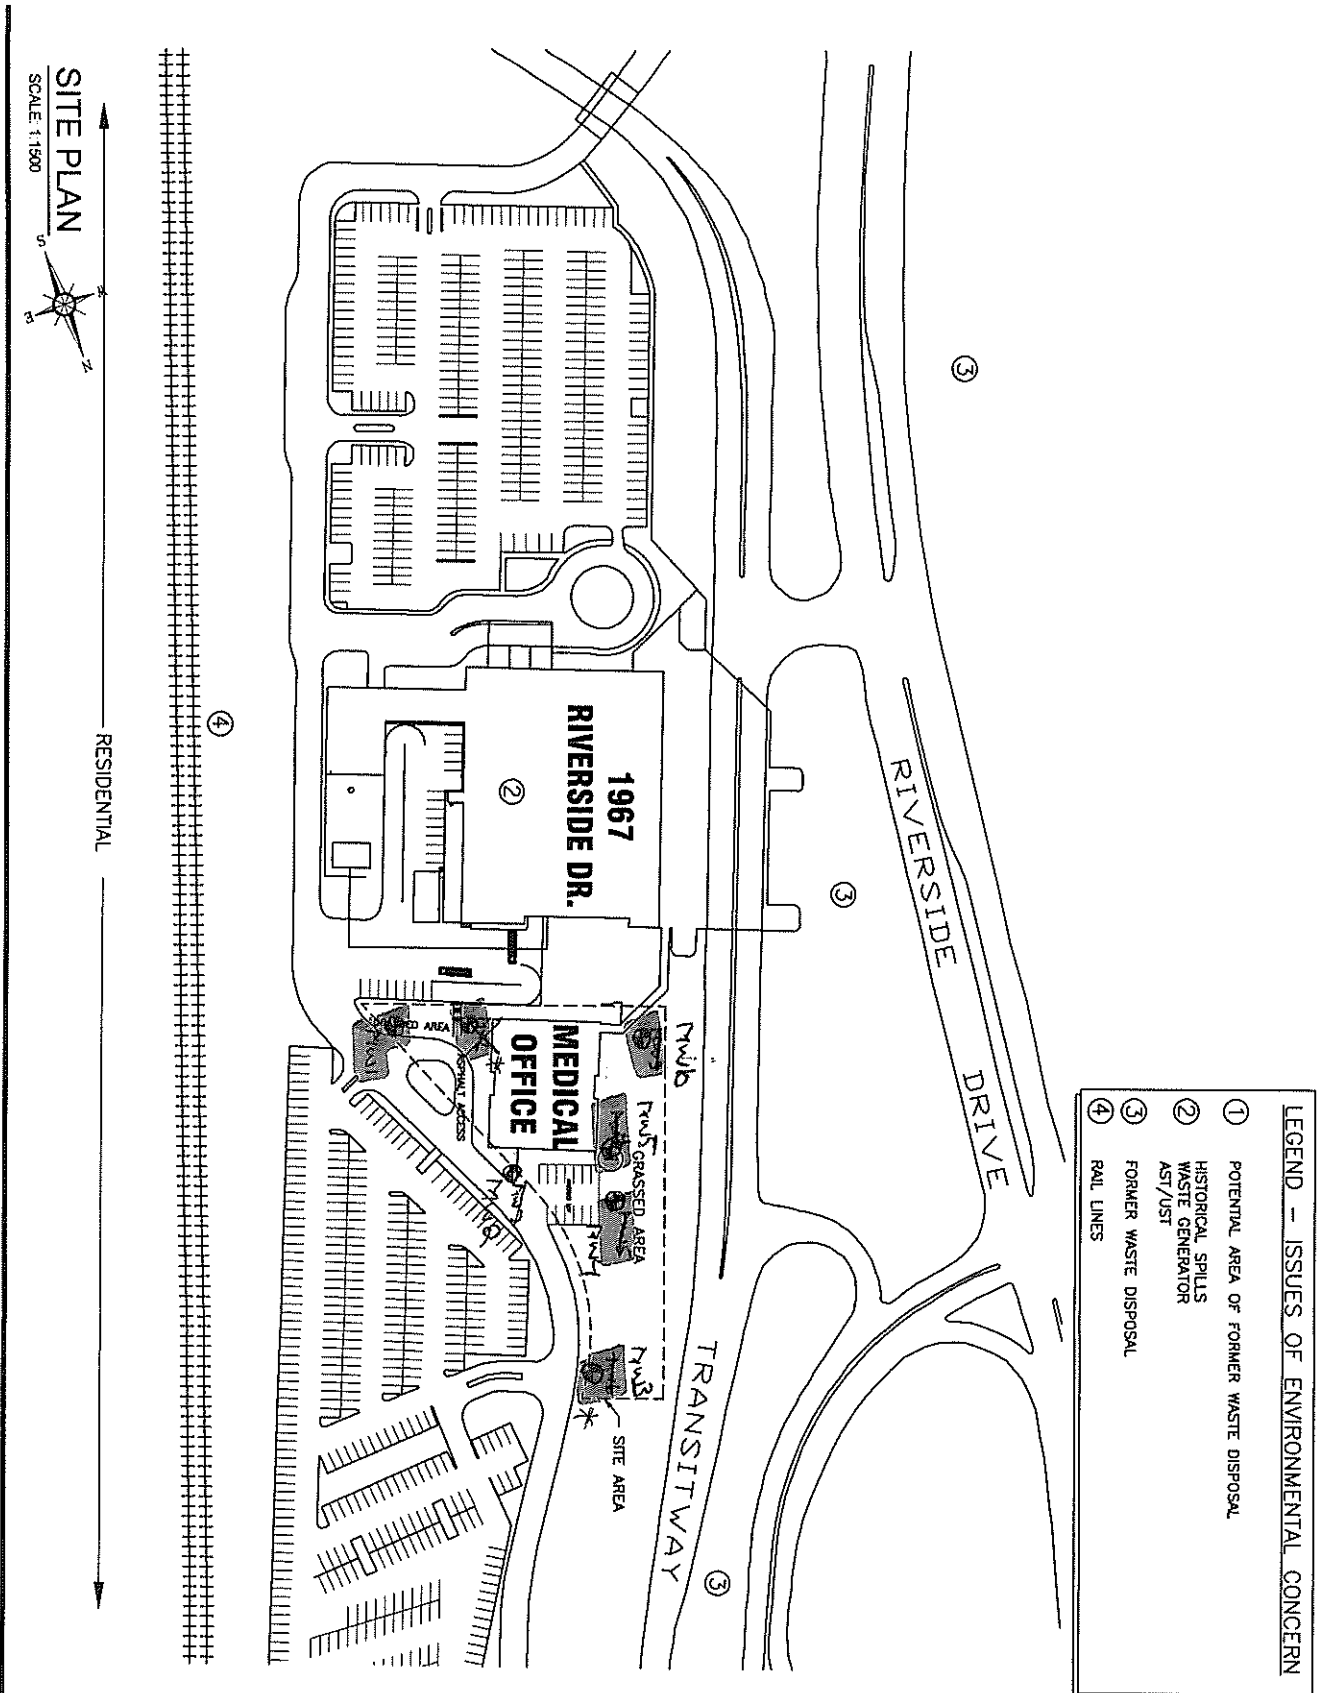 LEGEND - ISSUES OF ENVIRONMENTAL CONCERN
① POTENTIAL AREA OF FORMER WASTE DISPOSAL
② HISTORICAL SPILLS
WASTE GENERATOR
AST/UST
③ FORMER WASTE DISPOSAL
④ RAIL LINES
③
RIVERSIDE DRIVE
③
TRANSITWAY
③
1967
RIVERSIDE DR.
②
MEDICAL
OFFICE
MW6
MW5
GRASSED AREA
MW3
SITE AREA
AREA
ASPHALT ACCESS
④
RESIDENTIAL
SITE PLAN
SCALE: 1:1500
S
N